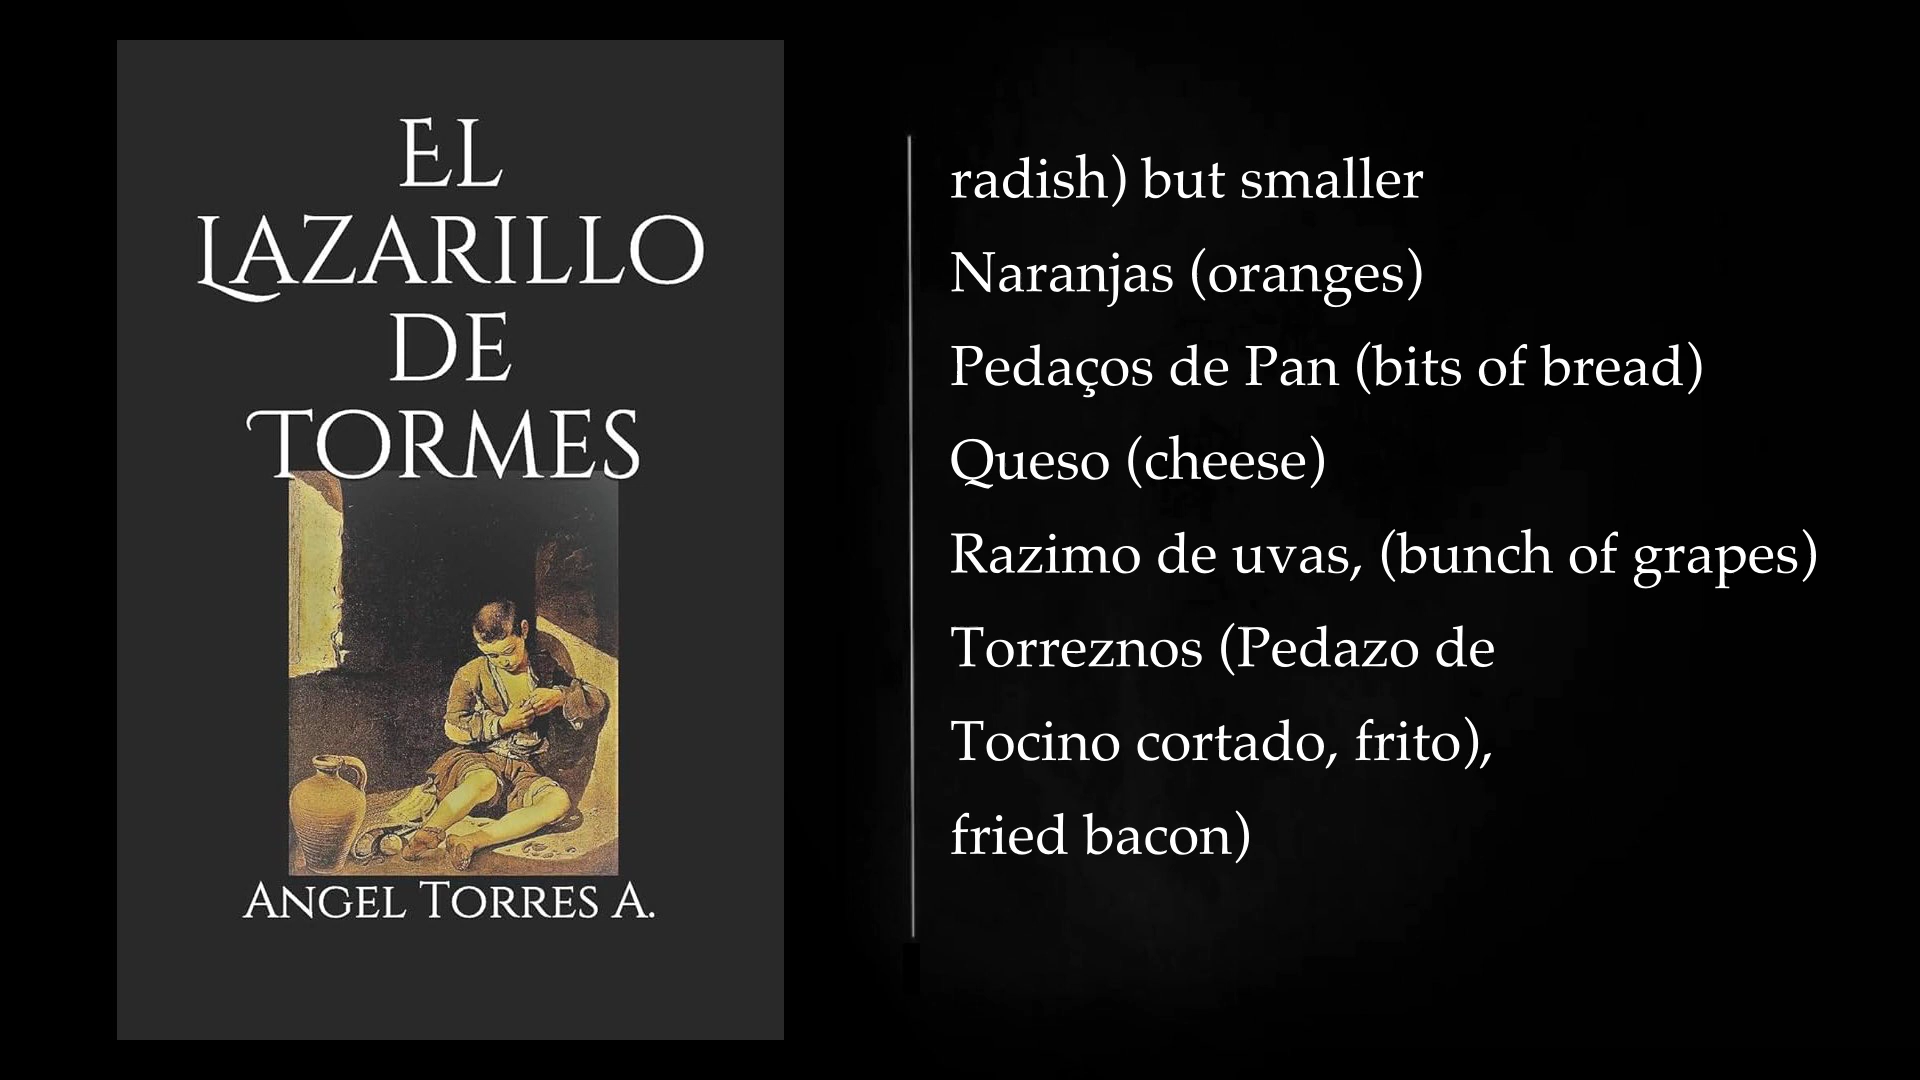 El
Lazarillo
de
Tormes
Angel Torres A.
radish) but smaller
Naranjas (oranges)
Pedaços de Pan (bits of bread)
Queso (cheese)
Razimo de uvas, (bunch of grapes)
Torreznos (Pedazo de
Tocino cortado, frito),
fried bacon)